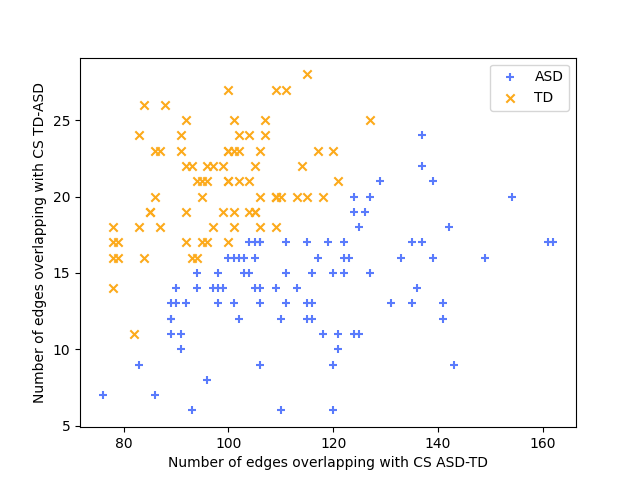 ASD
TD
Number of edges overlapping with CS TD-ASD
25
20
15
10
5
80 100 120 140 160
Number of edges overlapping with CS ASD-TD